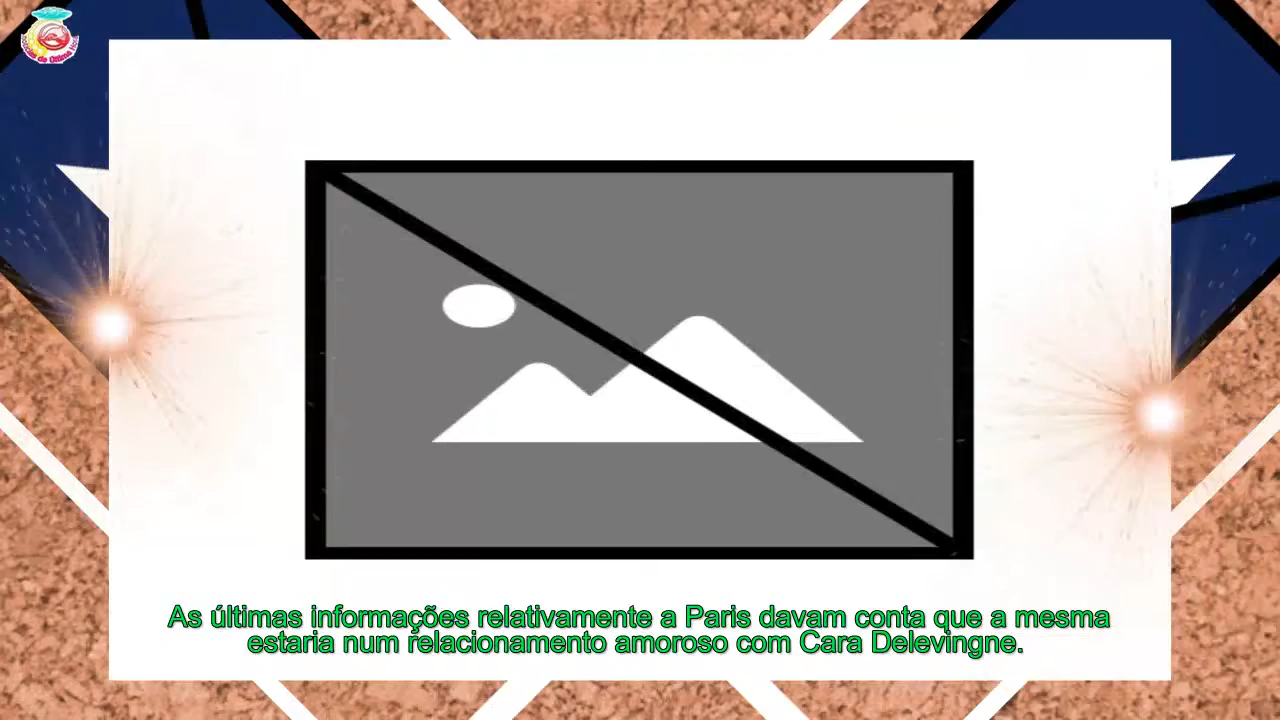 As últimas informações relativamente a Paris davam conta que a mesma
estaria num relacionamento amoroso com Cara Delevingne.